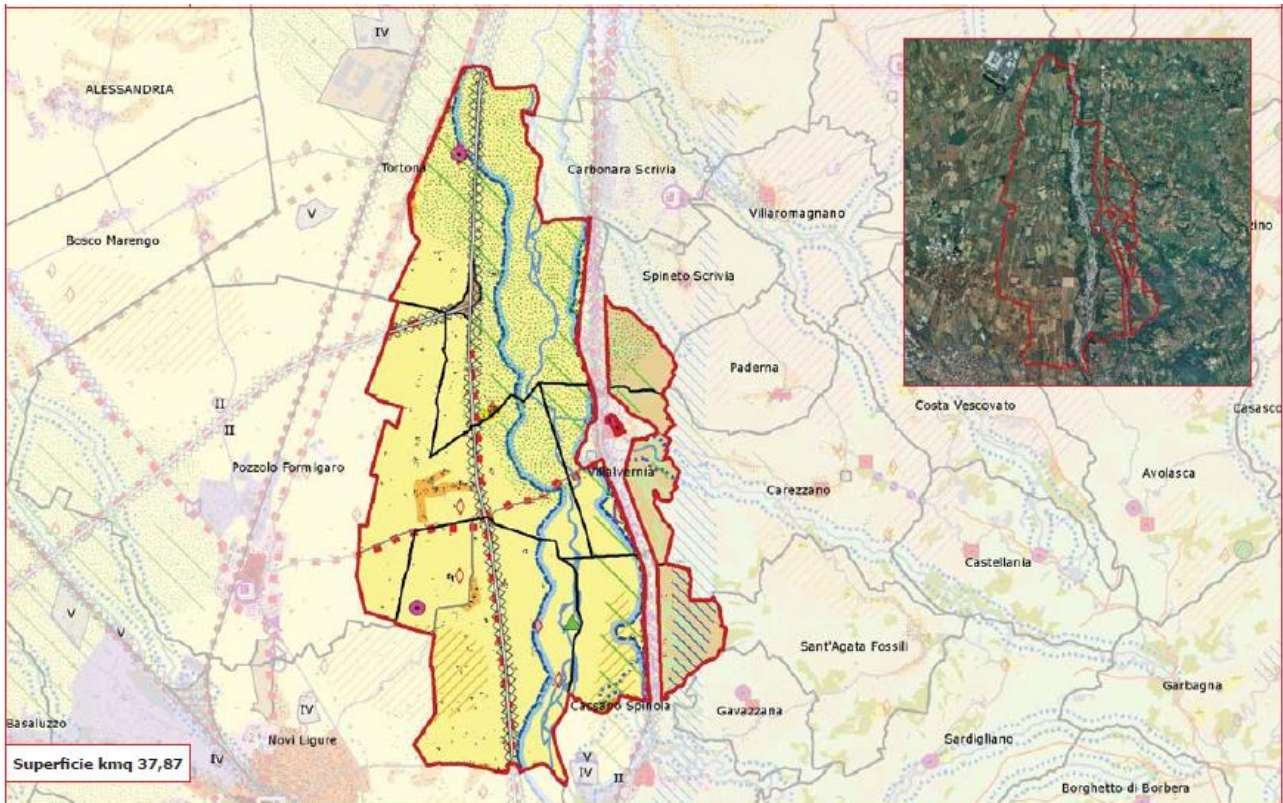 IV
ALESSANDRIA
Tortona
Carbonara Scrivia
Villaromagnano
zino
V
Bosco Marengo
Spineto Scrivia
Paderna
II
II
Costa Vescovato
Casasco
Pozzolo Formigaro
Villalvernia
Carezzano
Avolasca
Castellania
V
V
Sant'Agata Fossili
Garbagna
Basaluzzo
IV
Novi Ligure
IV
Cassano Spinola
Gavazzana
Sardigliano
V
IV
II
Superficie kmq 37,87
Borghetto di Borbera